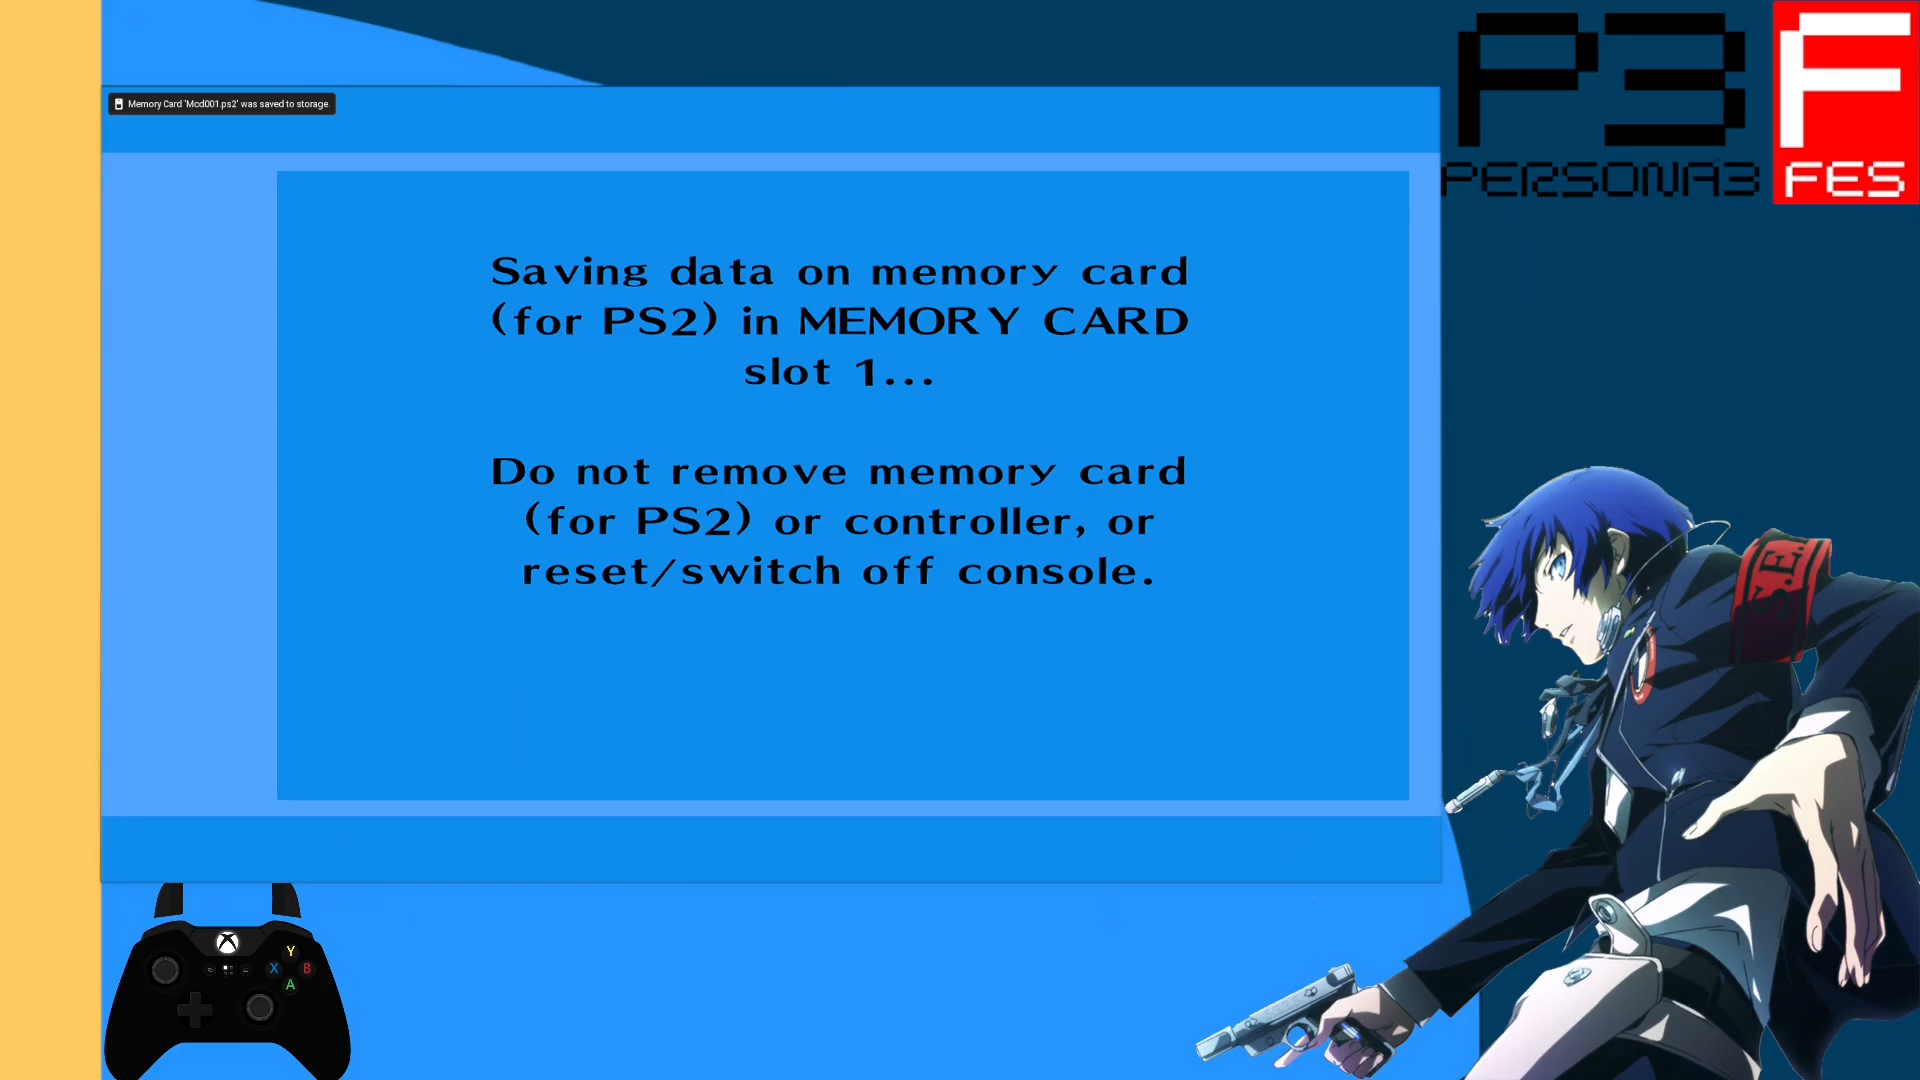 P3F
PERSONA3 FES
Memory Card 'Mcd001.ps2' was saved to storage.
Saving data on memory card
(for PS2) in MEMORY CARD
slot 1...
Do not remove memory card
(for PS2) or controller, or
reset/switch off console.
Y
X B
A